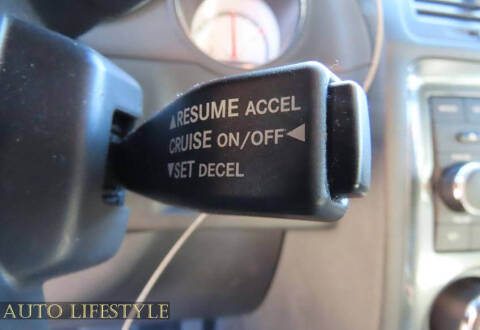 ▲RESUME ACCEL
CRUISE ON/OFF◀
▼SET DECEL
AUTO LIFESTYLE